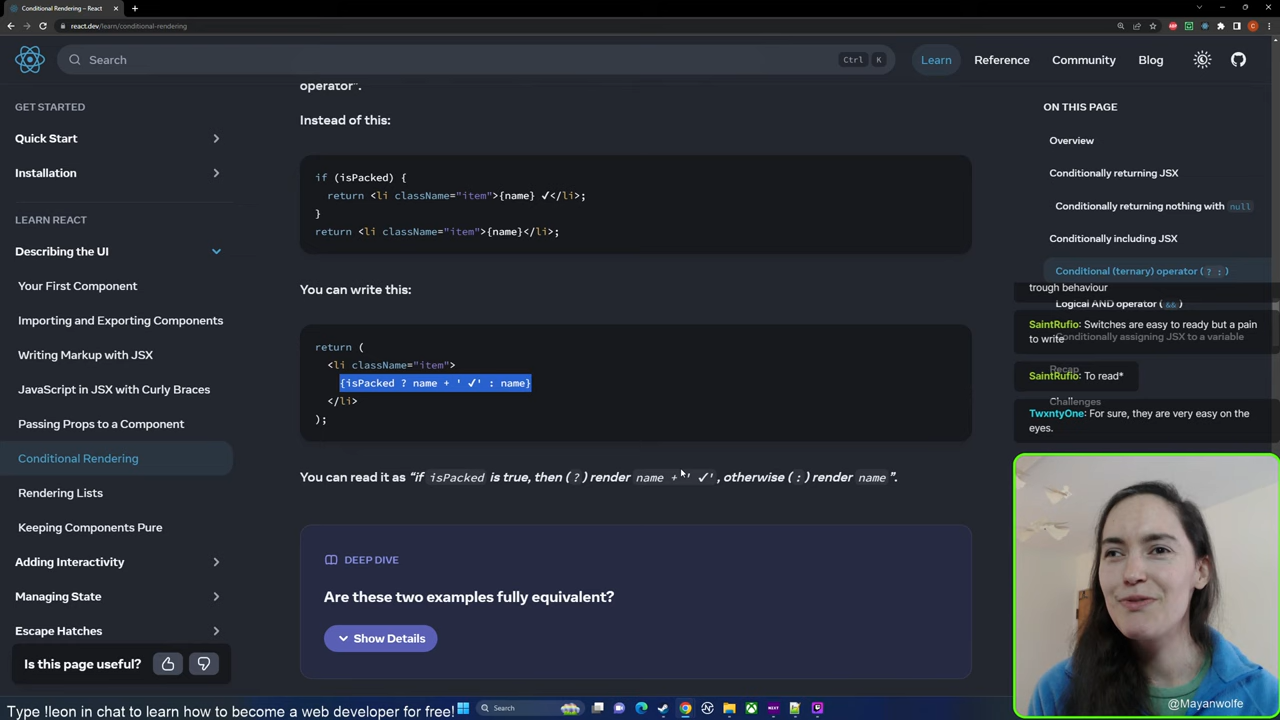 Conditional Rendering – React
react.dev/learn/conditional-rendering
Search
Ctrl K
Learn
Reference
Community
Blog
GET STARTED
Quick Start
Installation
LEARN REACT
Describing the UI
Your First Component
Importing and Exporting Components
Writing Markup with JSX
JavaScript in JSX with Curly Braces
Passing Props to a Component
Conditional Rendering
Rendering Lists
Keeping Components Pure
Adding Interactivity
Managing State
Escape Hatches
Is this page useful?
operator".
Instead of this:
if (isPacked) {
return <li className="item">{name} ✓</li>;
}
return <li className="item">{name}</li>;
You can write this:
return (
<li className="item">
{isPacked ? name + ' ✓' : name}
</li>
);
You can read it as “if isPacked is true, then (?) render name + ' ✓', otherwise (:) render name”.
DEEP DIVE
Are these two examples fully equivalent?
Show Details
ON THIS PAGE
Overview
Conditionally returning JSX
Conditionally returning nothing with null
Conditionally including JSX
Conditional (ternary) operator (? :)
trough behaviour
Logical AND operator (&&)
SaintRufio: Switches are easy to ready but a pain
to write
Conditionally assigning JSX to a variable
Recap
SaintRufio: To read*
Challenges
TwxntyOne: For sure, they are very easy on the
eyes.
@Mayanwolfe
Type !leon in chat to learn how to become a web developer for free!
Search